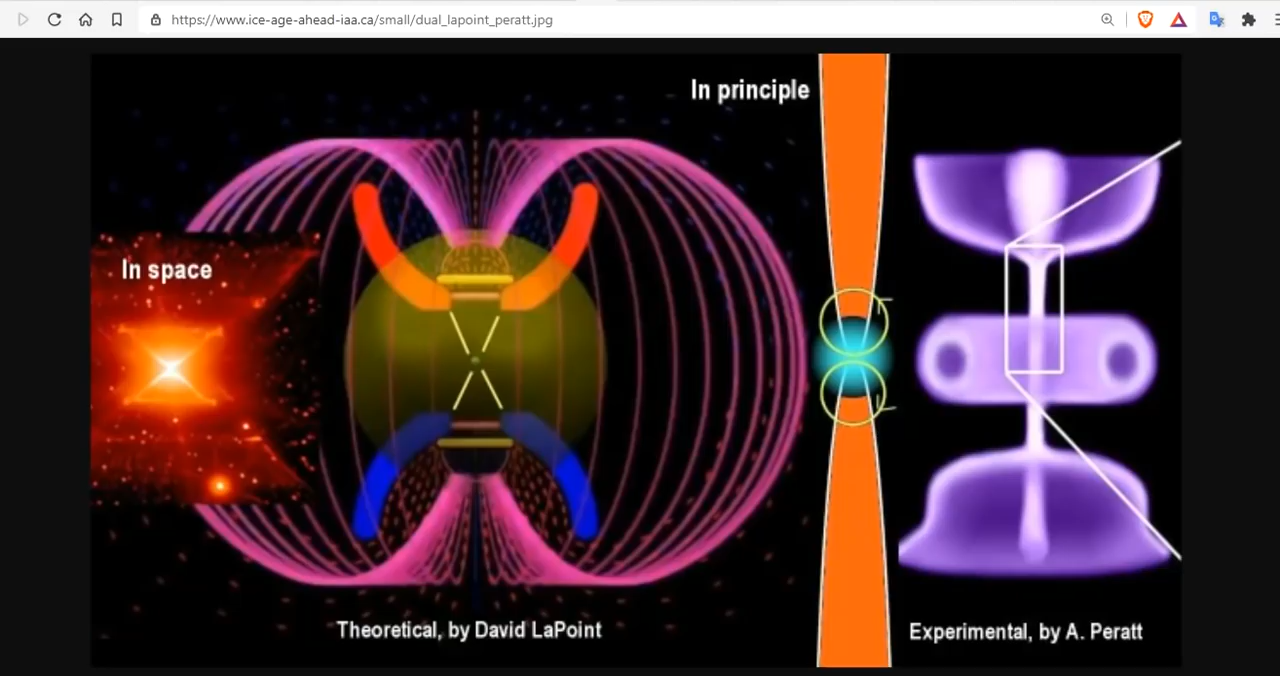 https://www.ice-age-ahead-iaa.ca/small/dual_lapoint_peratt.jpg
In principle
In space
Theoretical, by David LaPoint
Experimental, by A. Peratt